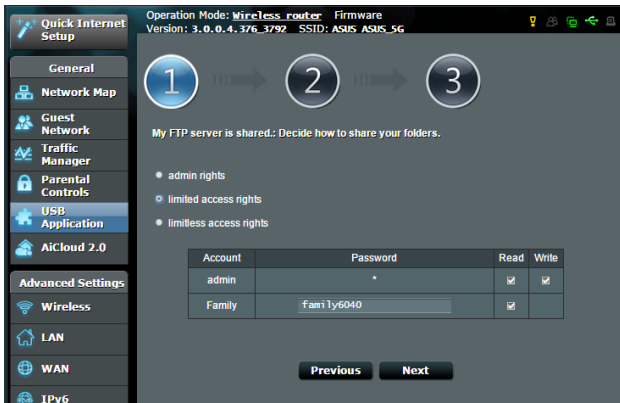 Quick Internet
Setup
General
Network Map
Guest
Network
Traffic
Manager
Parental
Controls
USB
Application
AiCloud 2.0
Advanced Settings
Wireless
LAN
WAN
IPv6
Operation Mode: Wireless router Firmware
Version: 3.0.0.4.376_3792 SSID: ASUS ASUS_5G
1 2 3
My FTP server is shared.: Decide how to share your folders.
admin rights
limited access rights
limitless access rights
Account Password Read Write
admin *
Family family6040
Previous Next